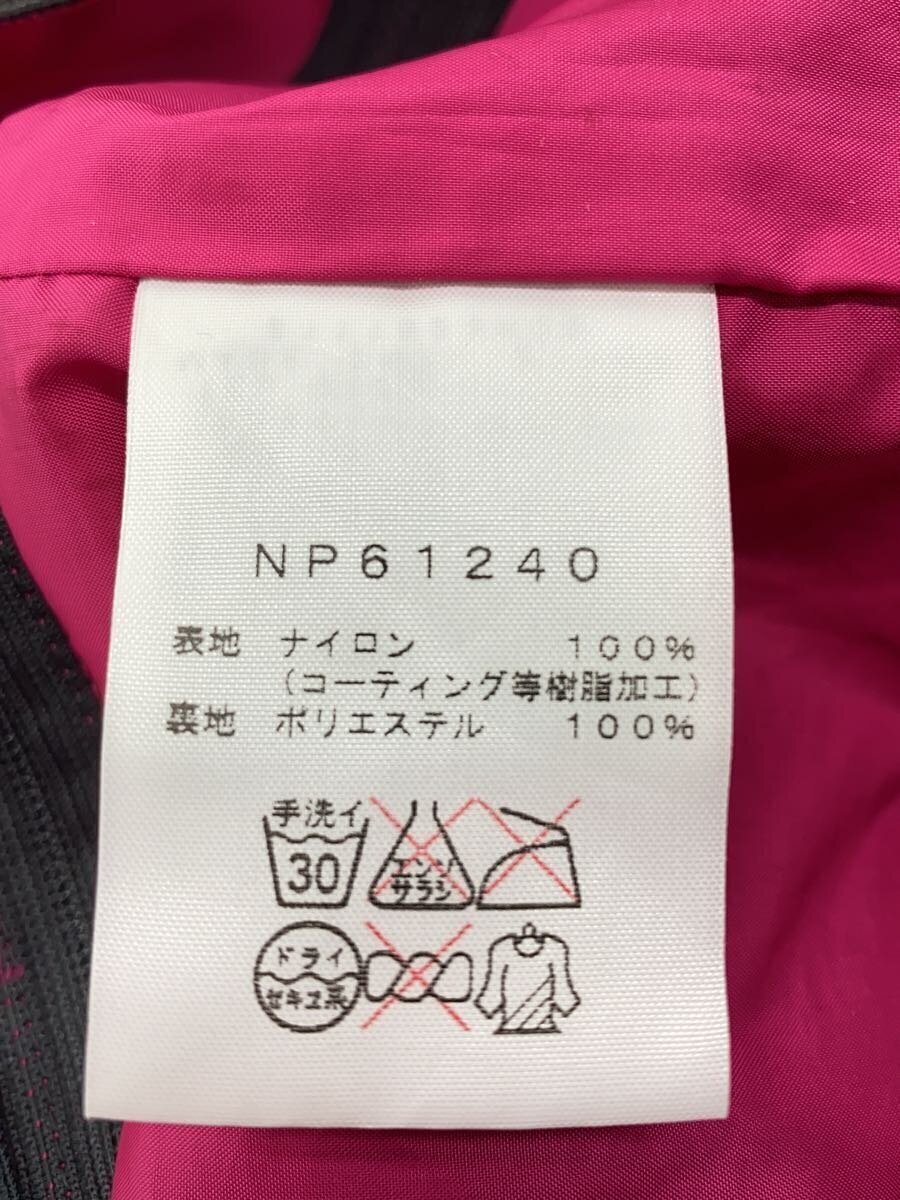 NP61240
表地 ナイロン 100%
(コーティング等樹脂加工)
裏地 ポリエステル 100%
手洗イ
30
エンソ
サラシ
ドライ
セキユ系